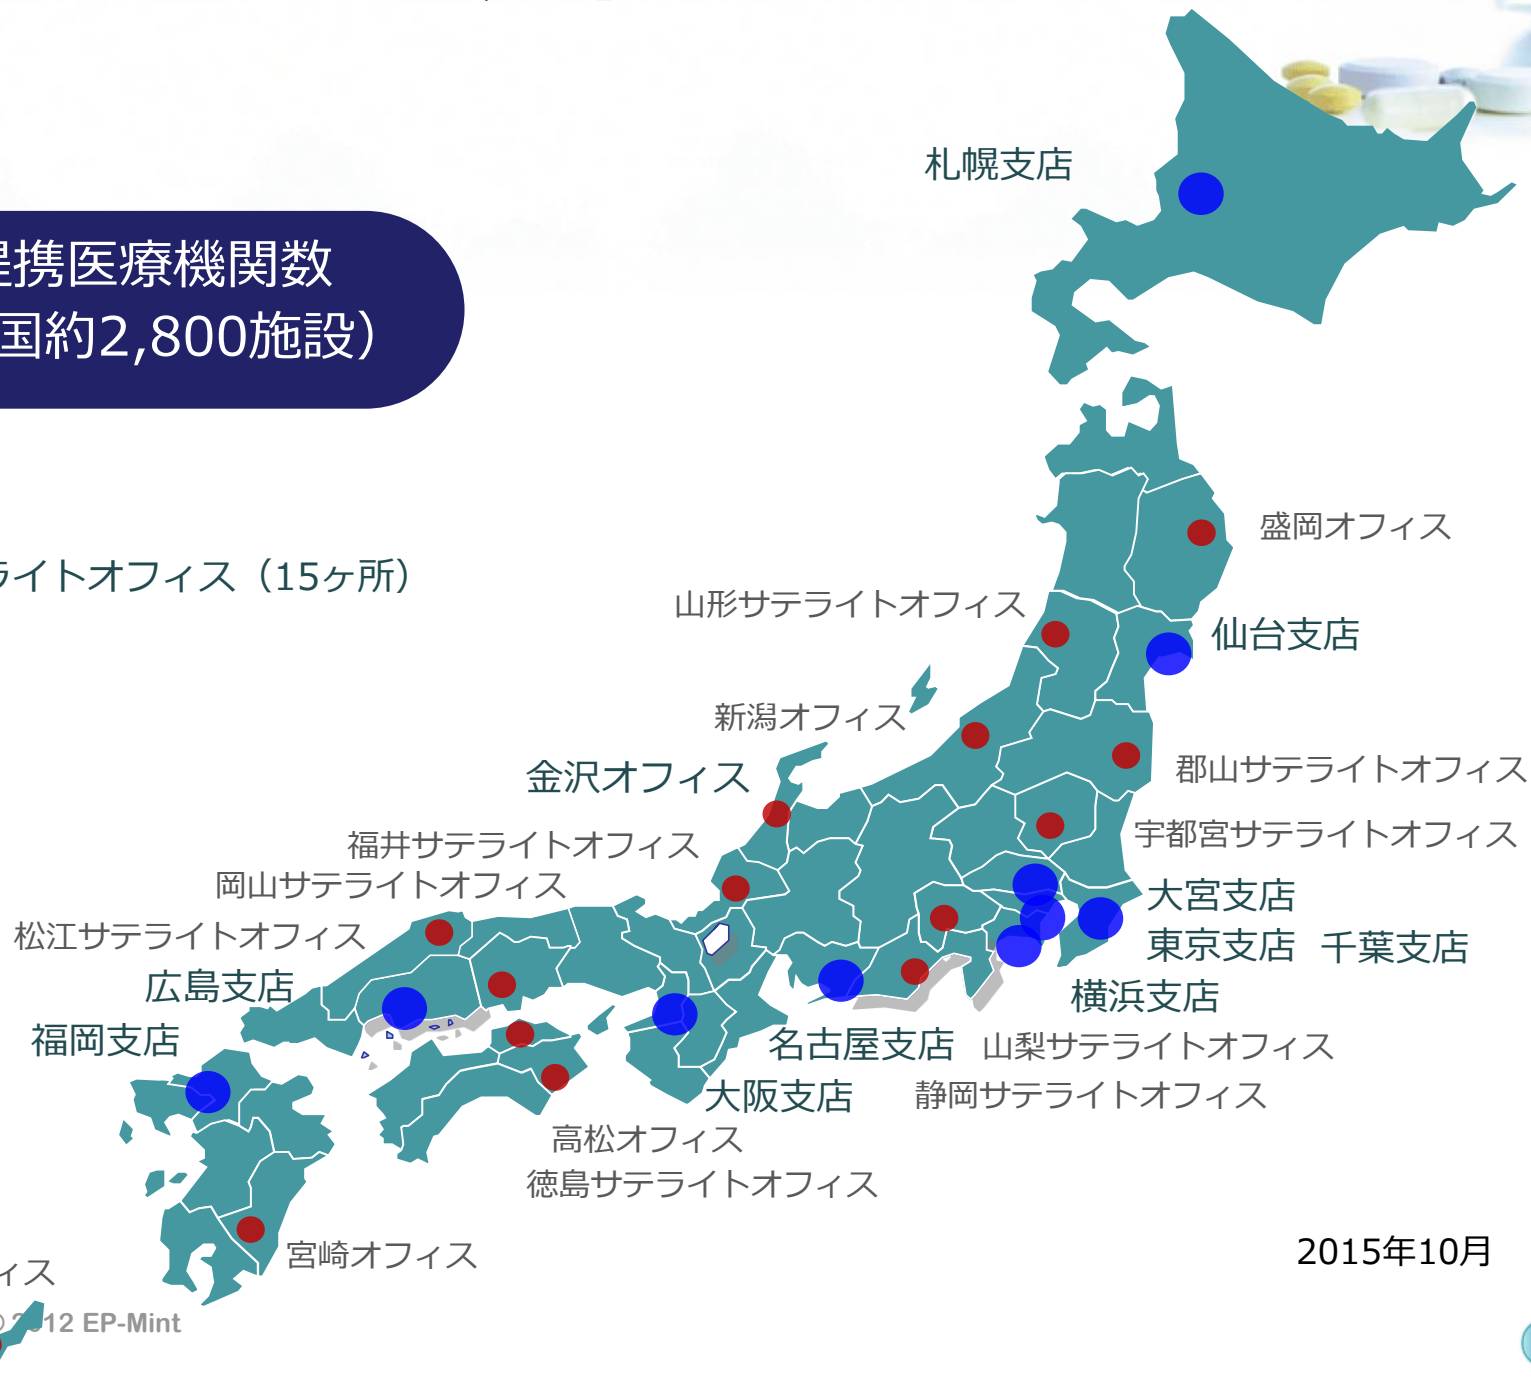 札幌支店
提携医療機関数
国約2,800施設）
盛岡オフィス
ライトオフィス（15ヶ所）
山形サテライトオフィス
仙台支店
新潟オフィス
金沢オフィス
郡山サテライトオフィス
福井サテライトオフィス
宇都宮サテライトオフィス
岡山サテライトオフィス
大宮支店
松江サテライトオフィス
東京支店 千葉支店
広島支店
横浜支店
福岡支店
名古屋支店 山梨サテライトオフィス
大阪支店 静岡サテライトオフィス
高松オフィス
徳島サテライトオフィス
宮崎オフィス
2015年10月
ィス
2012 EP-Mint